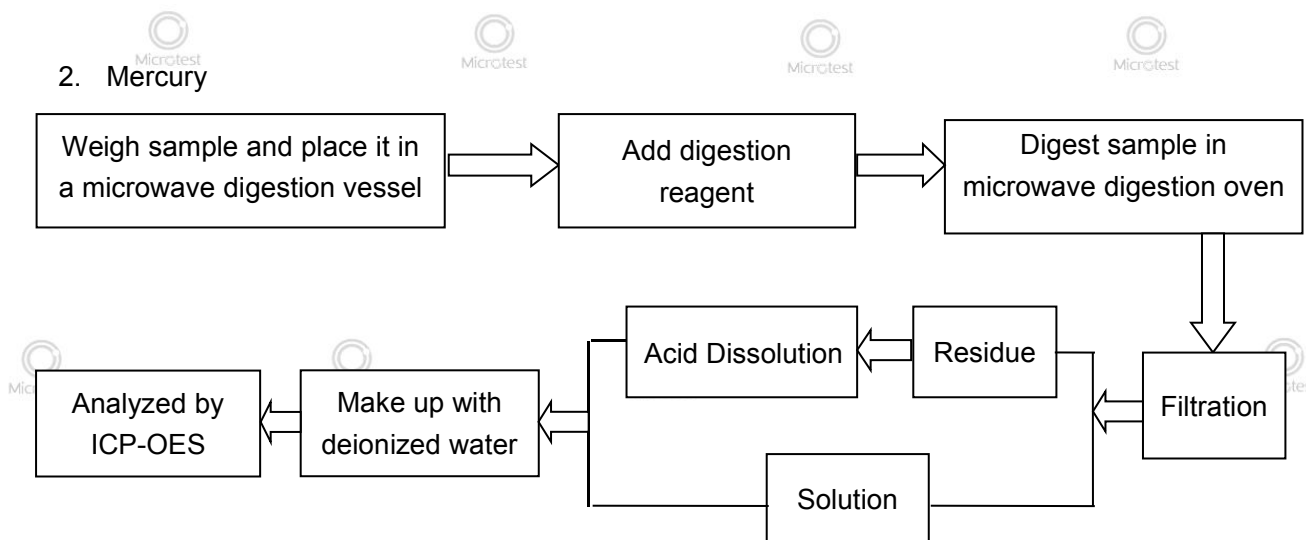 Microtest
Microtest
Microtest
Microtest
2. Mercury
Weigh sample and place it in
a microwave digestion vessel
Add digestion
reagent
Digest sample in
microwave digestion oven
Acid Dissolution
Residue
Filtration
Analyzed by
ICP-OES
Make up with
deionized water
Solution